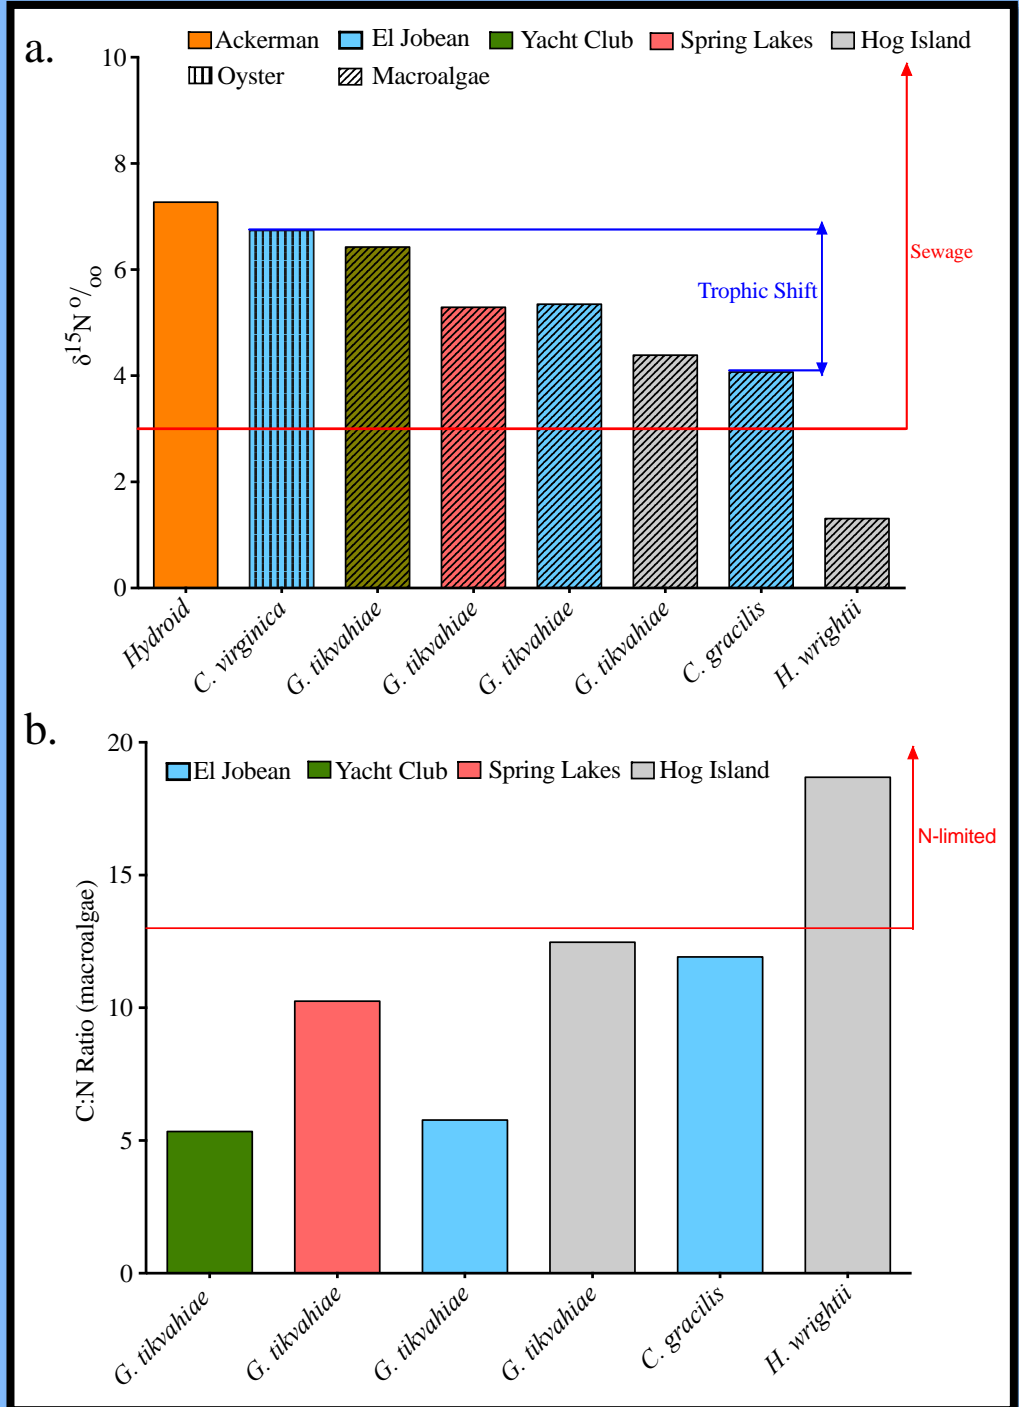 a.
Ackerman El Jobean Yacht Club Spring Lakes Hog Island
Oyster Macroalgae
10
8
6
4
2
0
δ¹⁵N º/ₒₒ
Sewage
Trophic Shift
Hydroid
C. virginica
G. tikvahiae
G. tikvahiae
G. tikvahiae
G. tikvahiae
C. gracilis
H. wrightii
b.
El Jobean Yacht Club Spring Lakes Hog Island
20
15
10
5
0
C:N Ratio (macroalgae)
N-limited
G. tikvahiae
G. tikvahiae
G. tikvahiae
G. tikvahiae
C. gracilis
H. wrightii